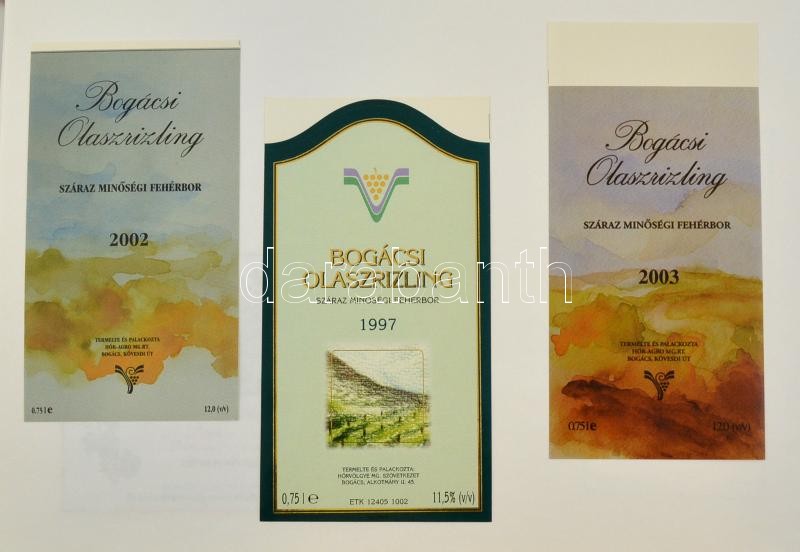 Bogácsi
Olaszrizling
SZÁRAZ MINŐSÉGI FEHÉRBOR
2002
TERMELTE ÉS PALACKOZTA
HÓR-AGRO MG.RT.
BOGÁCS, KÖVESDI ÚT
0.75 l e
12,0 (v/v)
BOGÁCSI
OLASZRIZLING
SZÁRAZ MINŐSÉGI FEHÉRBOR
1997
TERMELTE ÉS PALACKOZTA:
HÓRVÖLGYE MG. SZÖVETKEZET
BOGÁCS, ALKOTMÁNY U. 45.
0,75 l e
ETK 12405 1002
11,5% (v/v)
Bogácsi
Olaszrizling
SZÁRAZ MINŐSÉGI FEHÉRBOR
2003
TERMELTE ÉS PALACKOZTA
HÓR-AGRO MG.RT.
BOGÁCS, KÖVESDI ÚT
0.75 l e
12,0 (v/v)
darabanth